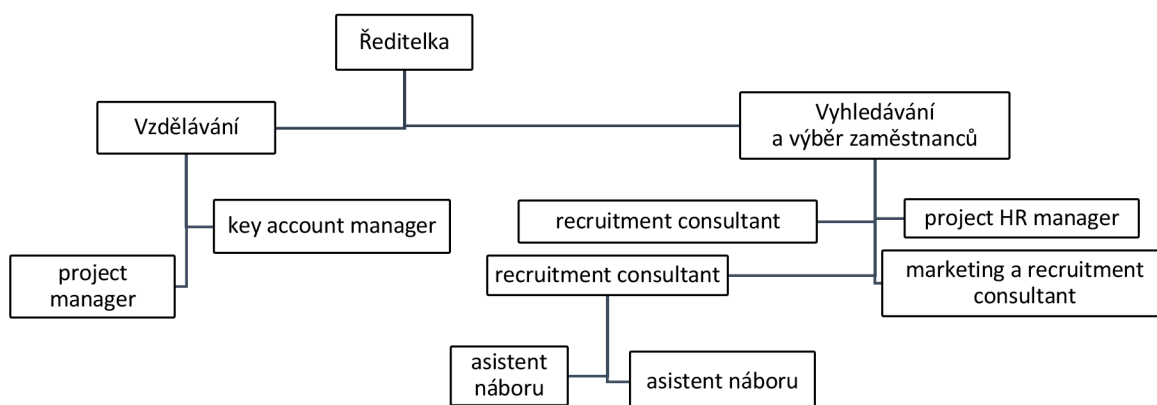 Ředitelka
Vzdělávání
Vyhledávání
a výběr zaměstnanců
key account manager
project
manager
recruitment consultant
project HR manager
recruitment consultant
marketing a recruitment
consultant
asistent
náboru
asistent náboru